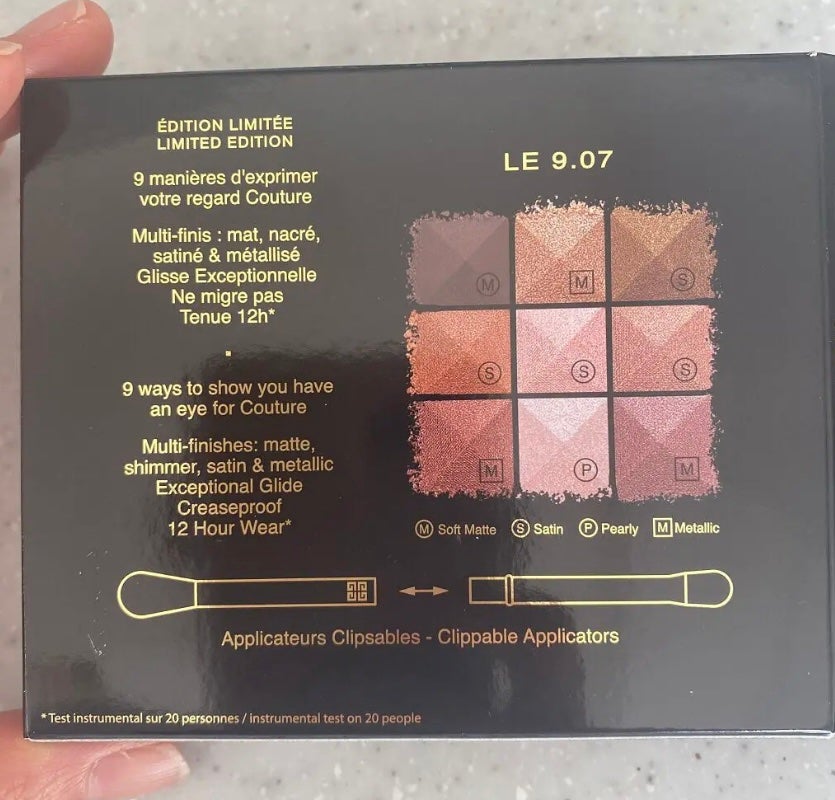 ÉDITION LIMITÉE
LIMITED EDITION
9 manières d'exprimer
votre regard Couture
Multi-finis : mat, nacré,
satiné & métallisé
Glisse Exceptionnelle
Ne migre pas
Tenue 12h*
9 ways to show you have
an eye for Couture
Multi-finishes: matte,
shimmer, satin & metallic
Exceptional Glide
Creaseproof
12 Hour Wear*
LE 9.07
M M S
S S S
M P M
M Soft Matte S Satin P Pearly M Metallic
Applicateurs Clipsables - Clippable Applicators
*Test instrumental sur 20 personnes / instrumental test on 20 people